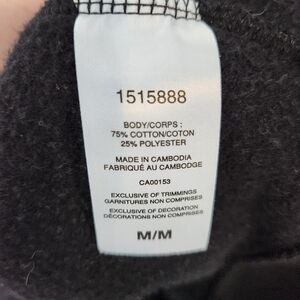 1515888
BODY/CORPS :
75% COTTON/COTON
25% POLYESTER
MADE IN CAMBODIA
FABRIQUÉ AU CAMBODGE
CA00153
EXCLUSIVE OF TRIMMINGS
GARNITURES NON COMPRISES
EXCLUSIVE OF DECORATION
DÉCORATIONS NON COMPRISES
M/M